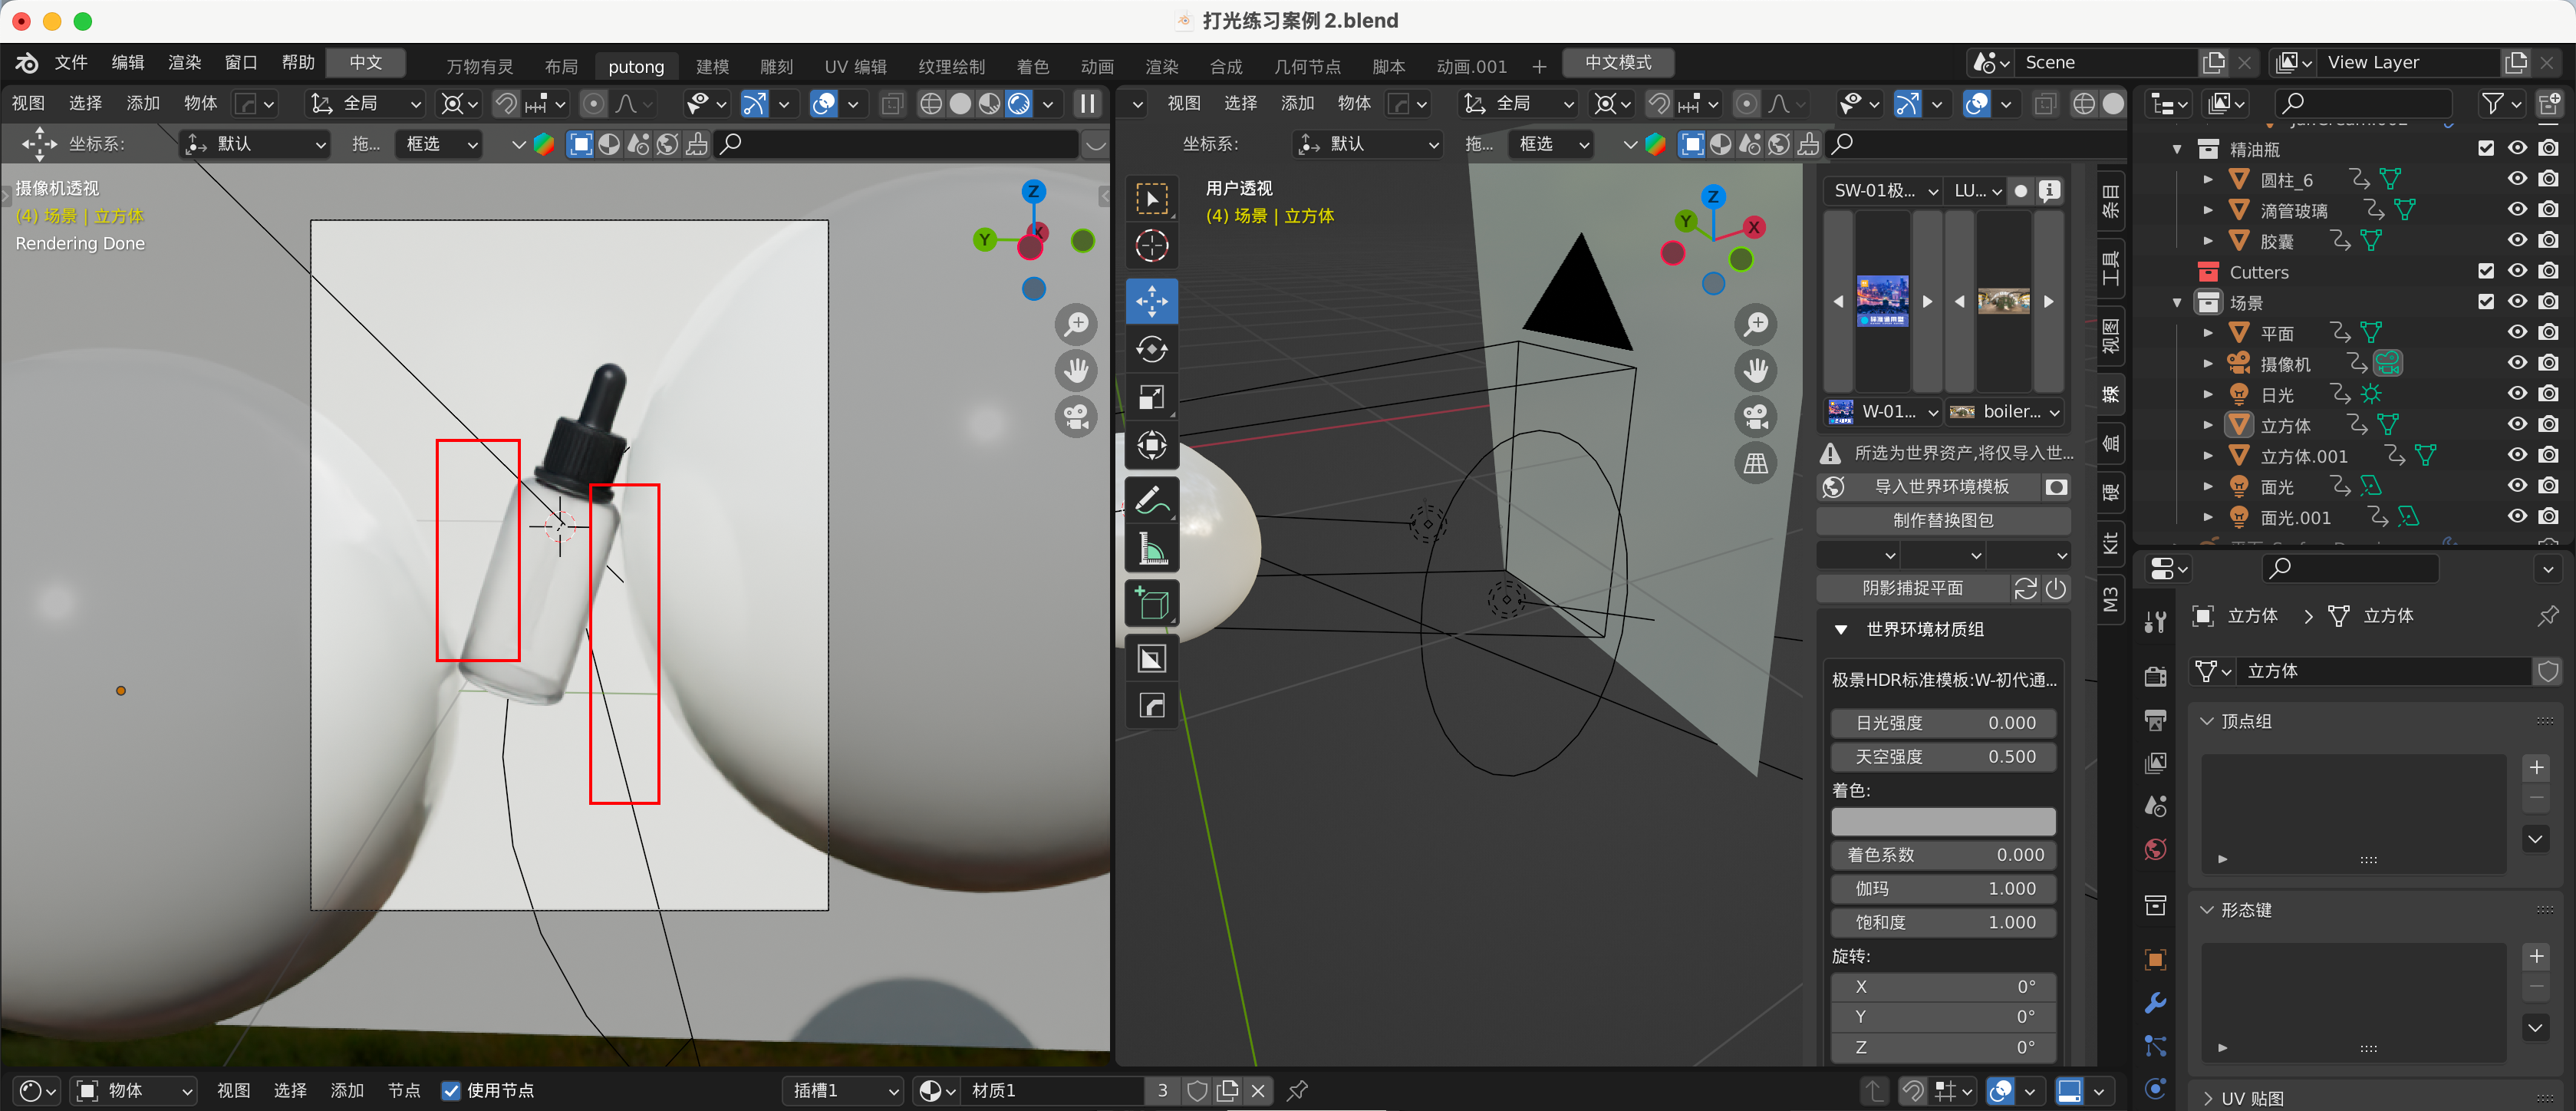 打光练习案例2.blend
文件 编辑 渲染 窗口 帮助 中文 万物有灵 布局 putong 建模 雕刻 UV 编辑 纹理绘制 着色 动画 渲染 合成 几何节点 脚本 动画.001 + 中文模式 Scene View Layer
视图 选择 添加 物体 全局 视图 选择 添加 物体 全局
坐标系: 默认 拖... 框选 坐标系: 默认 拖... 框选
摄像机透视
(4) 场景 | 立方体
Rendering Done
Z
Y
X
用户透视
(4) 场景 | 立方体
Z
Y
X
SW-01极... LU...
W-01... boiler...
所选为世界资产,将仅导入世...
导入世界环境模板
制作替换图包
阴影捕捉平面
世界环境材质组
极景HDR标准模板:W-初代通...
日光强度 0.000
天空强度 0.500
着色:
着色系数 0.000
伽玛 1.000
饱和度 1.000
旋转:
X 0°
Y 0°
Z 0°
条目
工具
视图
辣
盒
硬
Kit
M3
精油瓶
圆柱_6
滴管玻璃
胶囊
Cutters
场景
平面
摄像机
日光
立方体
立方体.001
面光
面光.001
立方体 立方体
立方体
顶点组
形态键
UV 贴图
物体 视图 选择 添加 节点 使用节点 插槽1 材质1 3